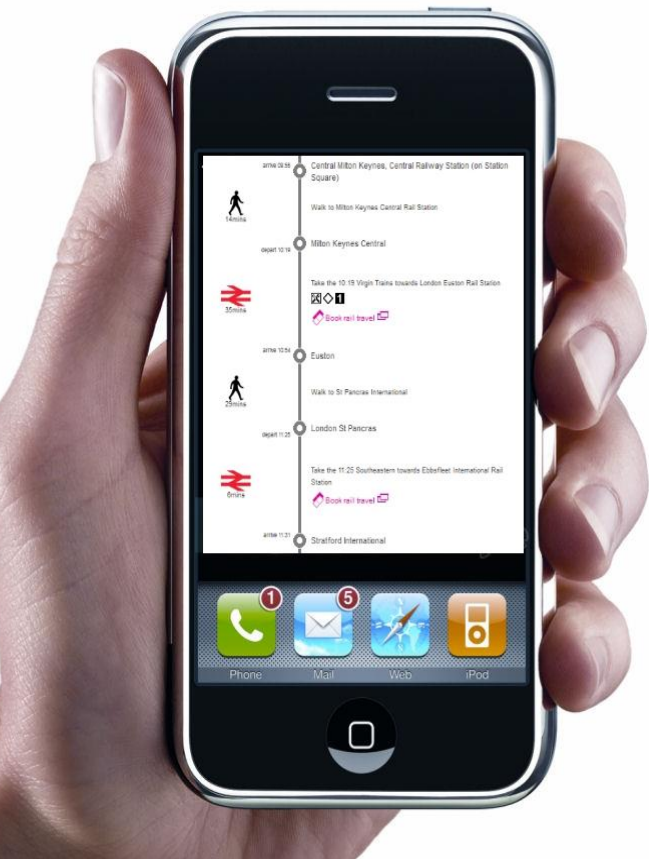 arrive 09:56
Central Milton Keynes, Central Railway Station (on Station
Square)
14mins
Walk to Milton Keynes Central Rail Station
depart 10:19
Milton Keynes Central
Take the 10:19 Virgin Trains towards London Euston Rail Station
1
35mins
Book rail travel
arrive 10:54
Euston
Walk to St Pancras International
29mins
London St Pancras
depart 11:25
Take the 11:25 Southeastern towards Ebbsfleet International Rail
Station
6mins
Book rail travel
arrive 11:31
Stratford International
1
5
Phone
Mail
Web
iPod